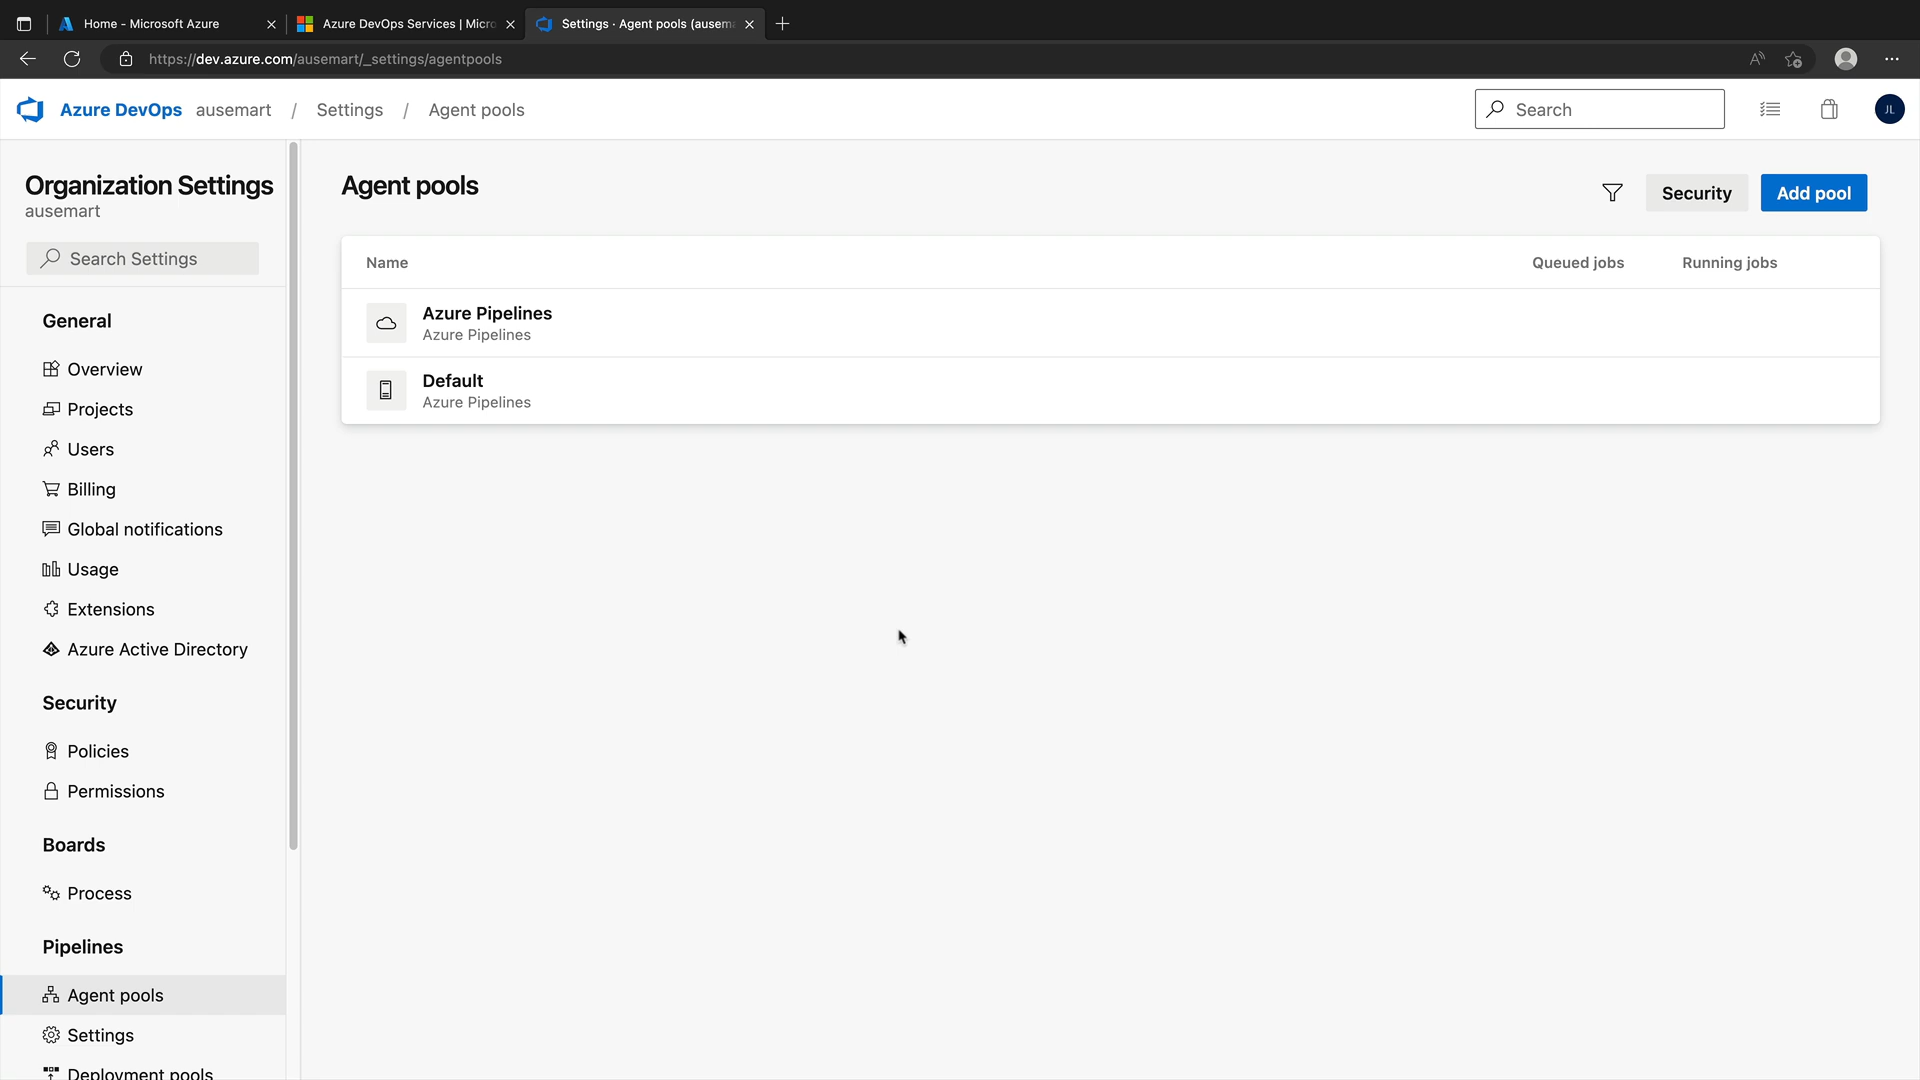 Home - Microsoft Azure
Azure DevOps Services | Micro
Settings · Agent pools (ausema
https://dev.azure.com/ausemart/_settings/agentpools
Azure DevOps ausemart / Settings / Agent pools
Search
JL
Organization Settings
ausemart
Search Settings
General
Overview
Projects
Users
Billing
Global notifications
Usage
Extensions
Azure Active Directory
Security
Policies
Permissions
Boards
Process
Pipelines
Agent pools
Settings
Deployment pools
Agent pools
Security
Add pool
Name Queued jobs Running jobs
Azure Pipelines
Azure Pipelines
Default
Azure Pipelines